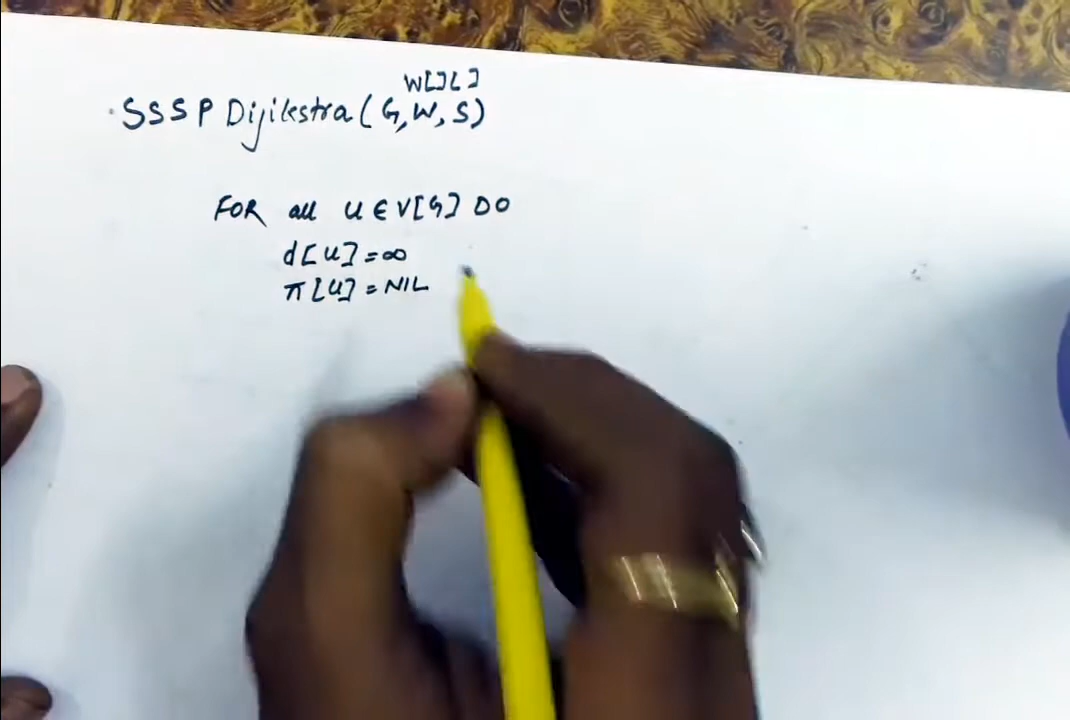 W[][]
SSSP Dijikstra(G,W,S)
FOR all u ∈ V[G] DO
d[u] = ∞
π[u] = NIL